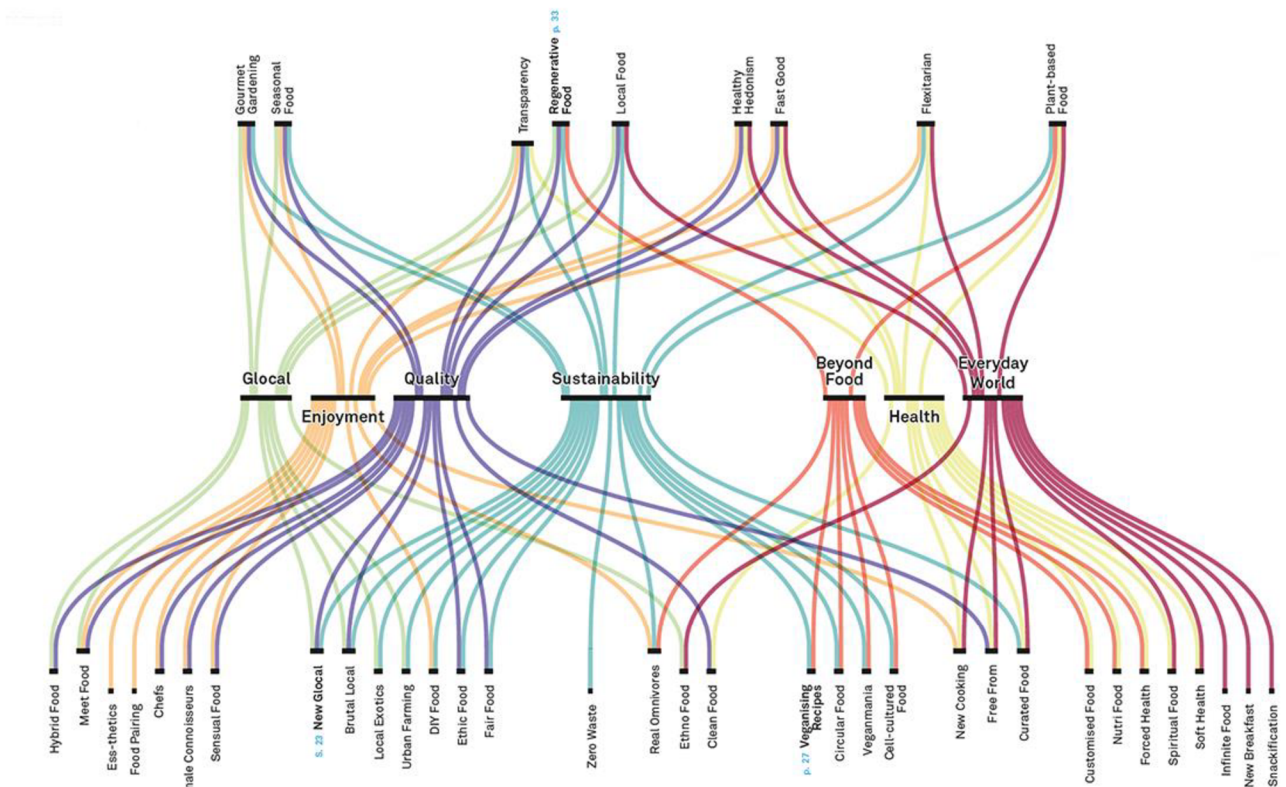 Gourmet
Gardening
Seasonal
Food
Transparency
Regenerative p. 33
Food
Local Food
Healthy
Hedonism
Fast Good
Flexitarian
Plant-based
Food
Glocal
Enjoyment
Quality
Sustainability
Beyond
Food
Health
Everyday
World
Hybrid Food
Meet Food
Ess-thetics
Food Pairing
Chefs
Connoisseurs
Sensual Food
S. 23 New Glocal
Brutal Local
Local Exotics
Urban Farming
DIY Food
Ethic Food
Fair Food
Zero Waste
Real Omnivores
Ethno Food
Clean Food
p. 27 Veganising
Recipes
Circular Food
Veganmania
Cell-cultured
Food
New Cooking
Free From
Curated Food
Customised Food
Nutri Food
Forced Health
Spiritual Food
Soft Health
Infinite Food
New Breakfast
Snackification